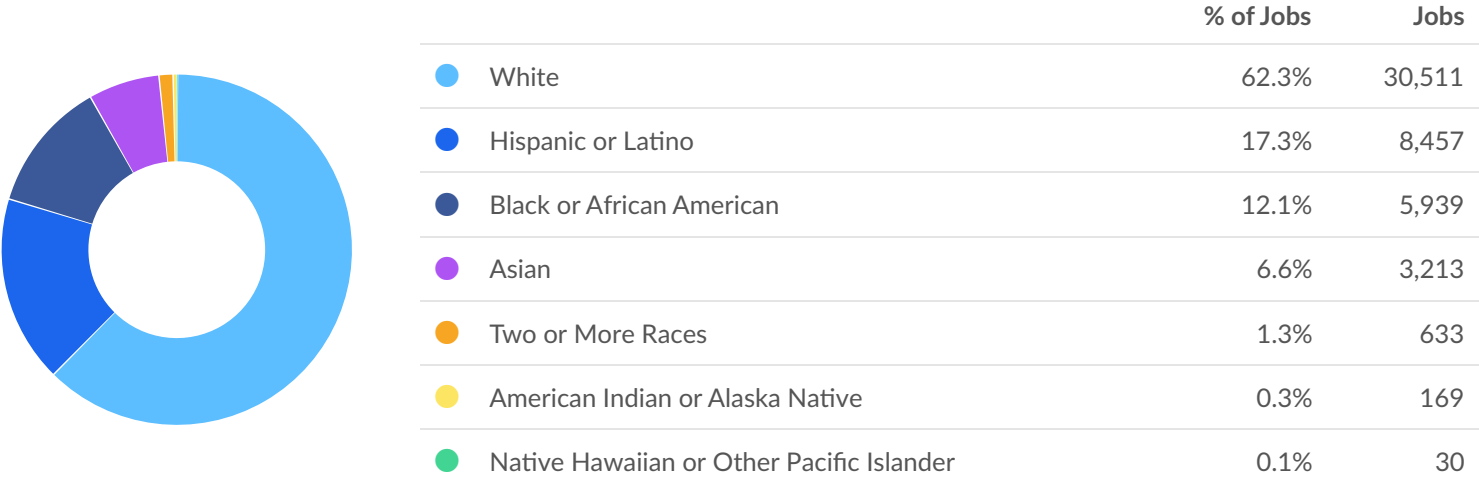 % of Jobs Jobs
White 62.3% 30,511
Hispanic or Latino 17.3% 8,457
Black or African American 12.1% 5,939
Asian 6.6% 3,213
Two or More Races 1.3% 633
American Indian or Alaska Native 0.3% 169
Native Hawaiian or Other Pacific Islander 0.1% 30